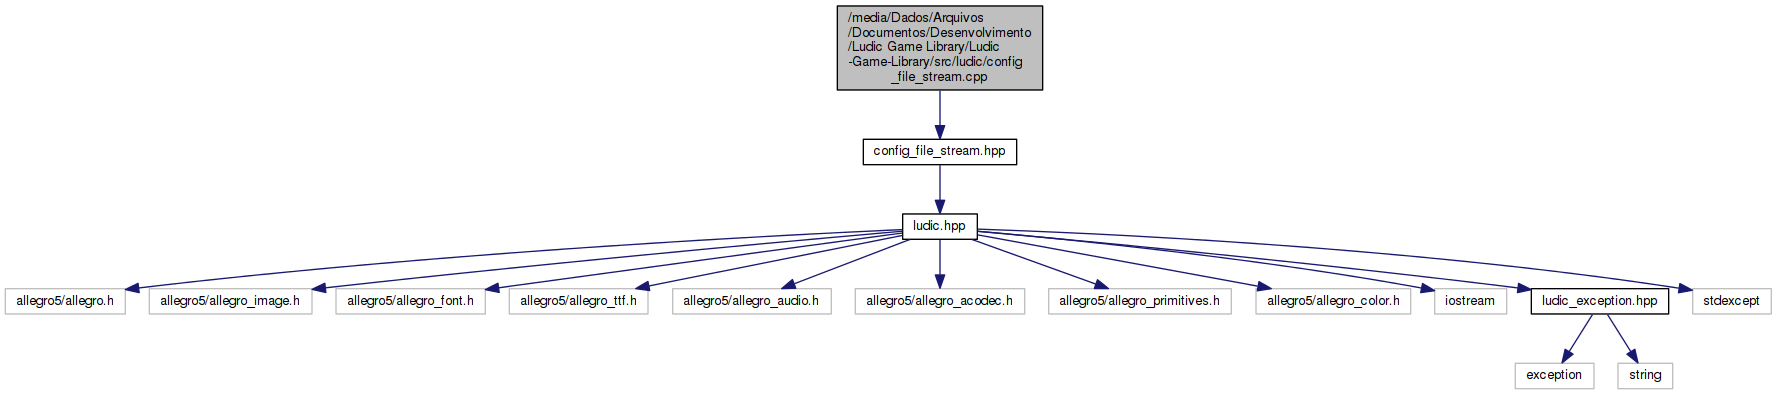 /media/Dados/Arquivos
/Documentos/Desenvolvimento
/Ludic Game Library/Ludic
-Game-Library/src/ludic/config
_file_stream.cpp
config_file_stream.hpp
ludic.hpp
allegro5/allegro.h
allegro5/allegro_image.h
allegro5/allegro_font.h
allegro5/allegro_ttf.h
allegro5/allegro_audio.h
allegro5/allegro_acodec.h
allegro5/allegro_primitives.h
allegro5/allegro_color.h
iostream
ludic_exception.hpp
stdexcept
exception
string